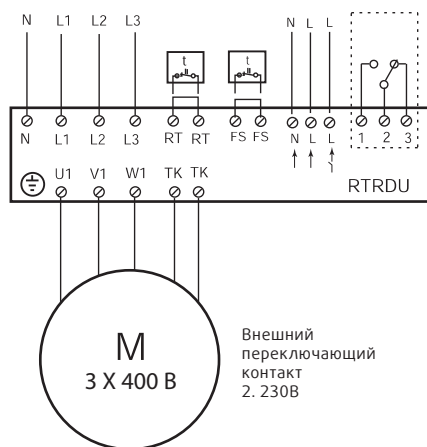 N L1 L2 L3 N L L
t t
N L1 L2 L3 RT RT FS FS N L L 1 2 3
RTRDU
U1 V1 W1 TK TK
M
3 X 400 В
Внешний
переключающий
контакт
2. 230В